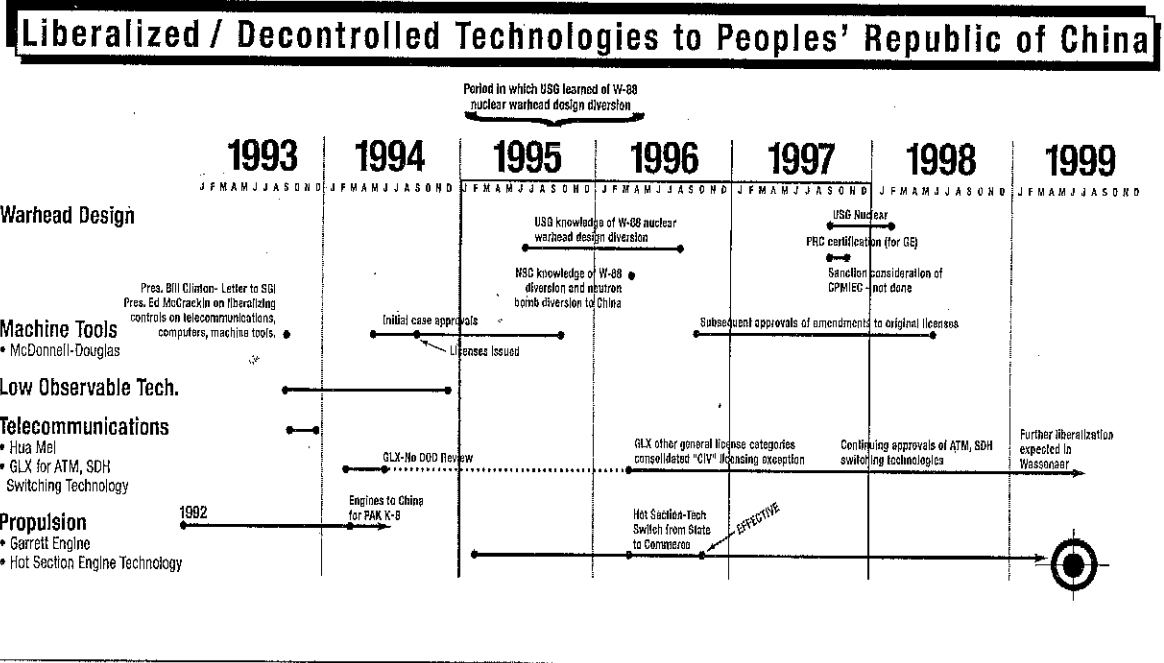 Liberalized / Decontrolled Technologies to Peoples' Republic of China
Period in which USG learned of W-88
nuclear warhead design diversion
1993 1994 1995 1996 1997 1998 1999
J F M A M J J A S O N D J F M A M J J A S O N D J F M A M J J A S O N D J F M A M J J A S O N D J F M A M J J A S O N D J F M A M J J A S O N D J F M A M J J A S O N D
Warhead Design
USG knowledge of W-88 nuclear
warhead design diversion
USG Nuclear
PRC certification (for GE)
NSC knowledge of W-88
diversion and neutron
bomb diversion to China
Sanction consideration of
CPMIEC - not done
Pres. Bill Clinton- Letter to SGI
Pres. Ed McCrackin on liberalizing
controls on telecommunications,
computers, machine tools.
Machine Tools
• McDonnell-Douglas
Initial case approvals
Licenses Issued
Subsequent approvals of amendments to original licenses
Low Observable Tech.
Telecommunications
• Hua Mei
• GLX for ATM, SDH
Switching Technology
GLX-No DOD Review
GLX other general license categories
consolidated "CIV" licensing exception
Continuing approvals of ATM, SDH
switching technologies
Further liberalization
expected in
Wassenaar
Propulsion
• Garrett Engine
• Hot Section Engine Technology
1992
Engines to China
for PAK K-8
Hot Section-Tech
Switch from State
to Commerce
EFFECTIVE